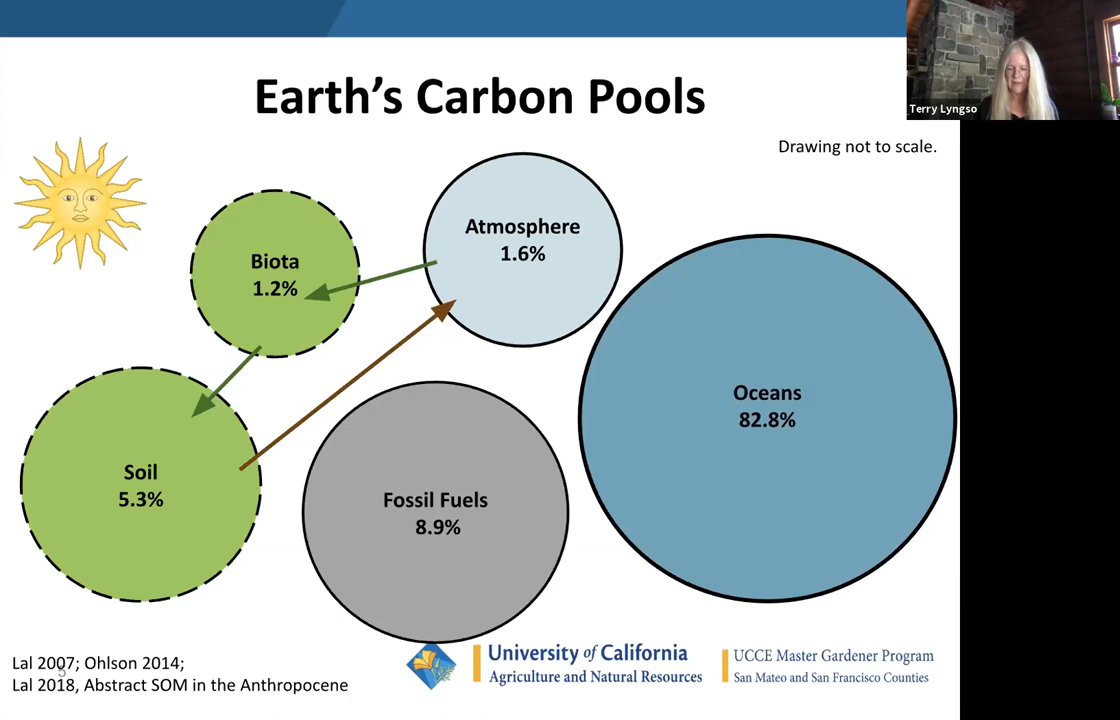 Terry Lyngso
Earth's Carbon Pools
Drawing not to scale.
Atmosphere
1.6%
Biota
1.2%
Oceans
82.8%
Soil
5.3%
Fossil Fuels
8.9%
Lal 2007; Ohlson 2014;
5
Lal 2018, Abstract SOM in the Anthropocene
University of California
Agriculture and Natural Resources
UCCE Master Gardener Program
San Mateo and San Francisco Counties